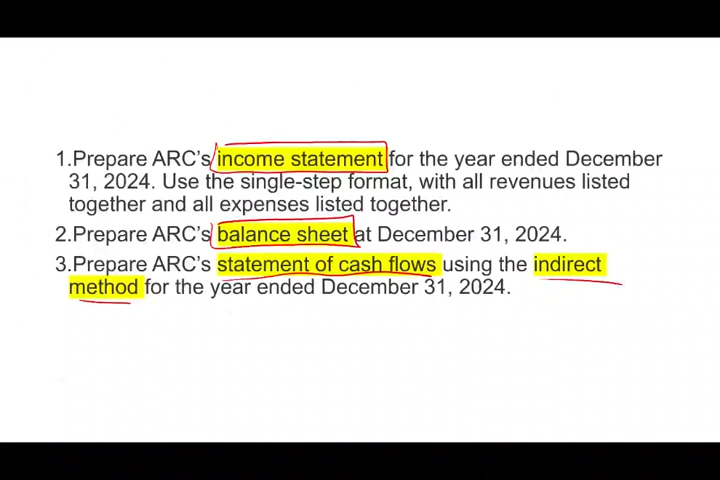 1.Prepare ARC's income statement for the year ended December
31, 2024. Use the single-step format, with all revenues listed
together and all expenses listed together.
2.Prepare ARC's balance sheet at December 31, 2024.
3.Prepare ARC's statement of cash flows using the indirect
method for the year ended December 31, 2024.